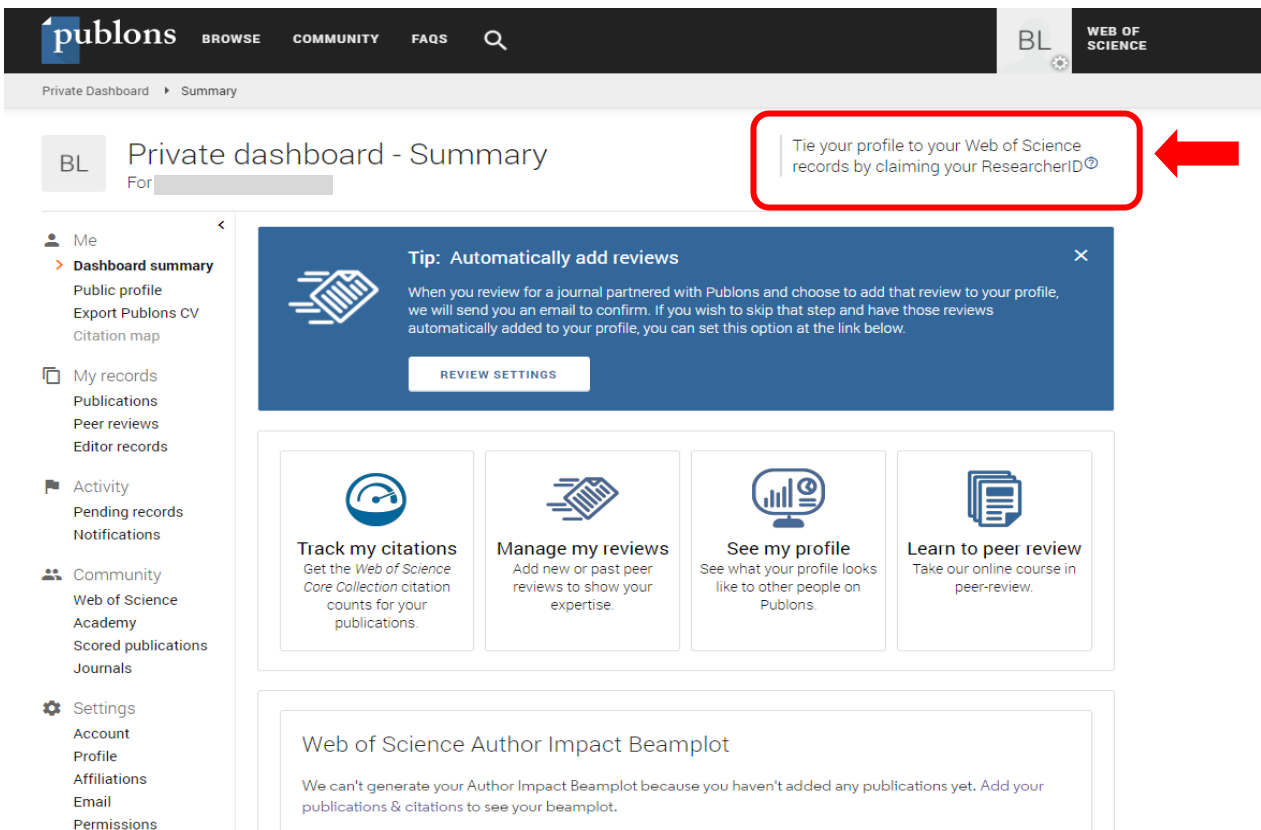 publons BROWSE COMMUNITY FAQS BL WEB OF SCIENCE
Private Dashboard Summary
BL Private dashboard - Summary
For
Tie your profile to your Web of Science
records by claiming your ResearcherID?
Me
Dashboard summary
Public profile
Export Publons CV
Citation map
My records
Publications
Peer reviews
Editor records
Activity
Pending records
Notifications
Community
Web of Science
Academy
Scored publications
Journals
Settings
Account
Profile
Affiliations
Email
Permissions
Tip: Automatically add reviews
When you review for a journal partnered with Publons and choose to add that review to your profile,
we will send you an email to confirm. If you wish to skip that step and have those reviews
automatically added to your profile, you can set this option at the link below.
REVIEW SETTINGS
Track my citations
Get the Web of Science
Core Collection citation
counts for your
publications.
Manage my reviews
Add new or past peer
reviews to show your
expertise.
See my profile
See what your profile looks
like to other people on
Publons.
Learn to peer review
Take our online course in
peer-review.
Web of Science Author Impact Beamplot
We can't generate your Author Impact Beamplot because you haven't added any publications yet. Add your
publications & citations to see your beamplot.